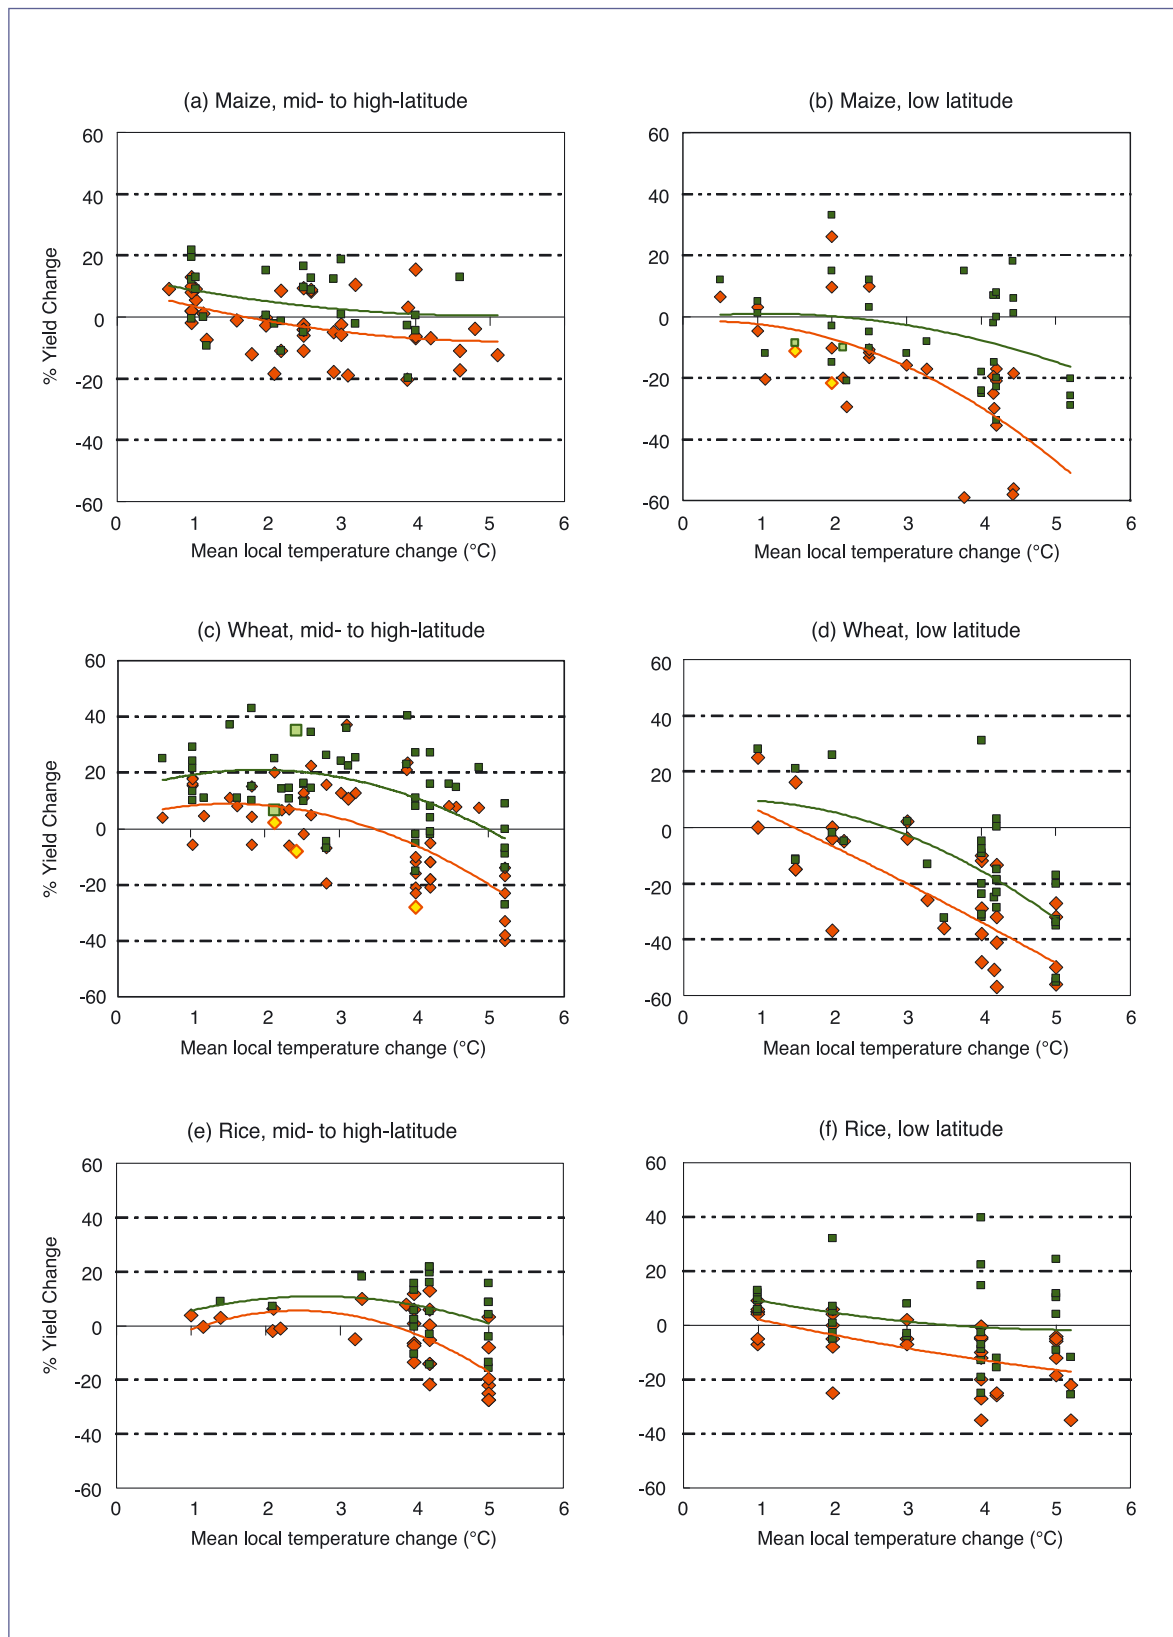 (a) Maize, mid- to high-latitude
60
40
20
0
-20
-40
-60
% Yield Change
0 1 2 3 4 5 6
Mean local temperature change (°C)
(b) Maize, low latitude
60
40
20
0
-20
-40
-60
0 1 2 3 4 5 6
Mean local temperature change (°C)
(c) Wheat, mid- to high-latitude
60
40
20
0
-20
-40
-60
% Yield Change
0 1 2 3 4 5 6
Mean local temperature change (°C)
(d) Wheat, low latitude
60
40
20
0
-20
-40
-60
0 1 2 3 4 5 6
Mean local temperature change (°C)
(e) Rice, mid- to high-latitude
60
40
20
0
-20
-40
-60
% Yield Change
0 1 2 3 4 5 6
Mean local temperature change (°C)
(f) Rice, low latitude
60
40
20
0
-20
-40
-60
0 1 2 3 4 5 6
Mean local temperature change (°C)